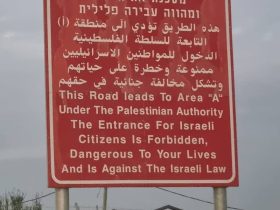 ומהווה עבירה פלילית
هذه الطريق تؤدي الى منطقة (أ)
التابعة للسلطة الفلسطينية
الدخول للمواطنين الاسرائيليين
ممنوعة وخطرة على حياتهم
وتشكل مخالفة جنائية في حقهم
This Road leads To Area "A"
Under The Palestinian Authority
The Entrance For Israeli
Citizens Is Forbidden,
Dangerous To Your Lives
And Is Against The Israeli Law